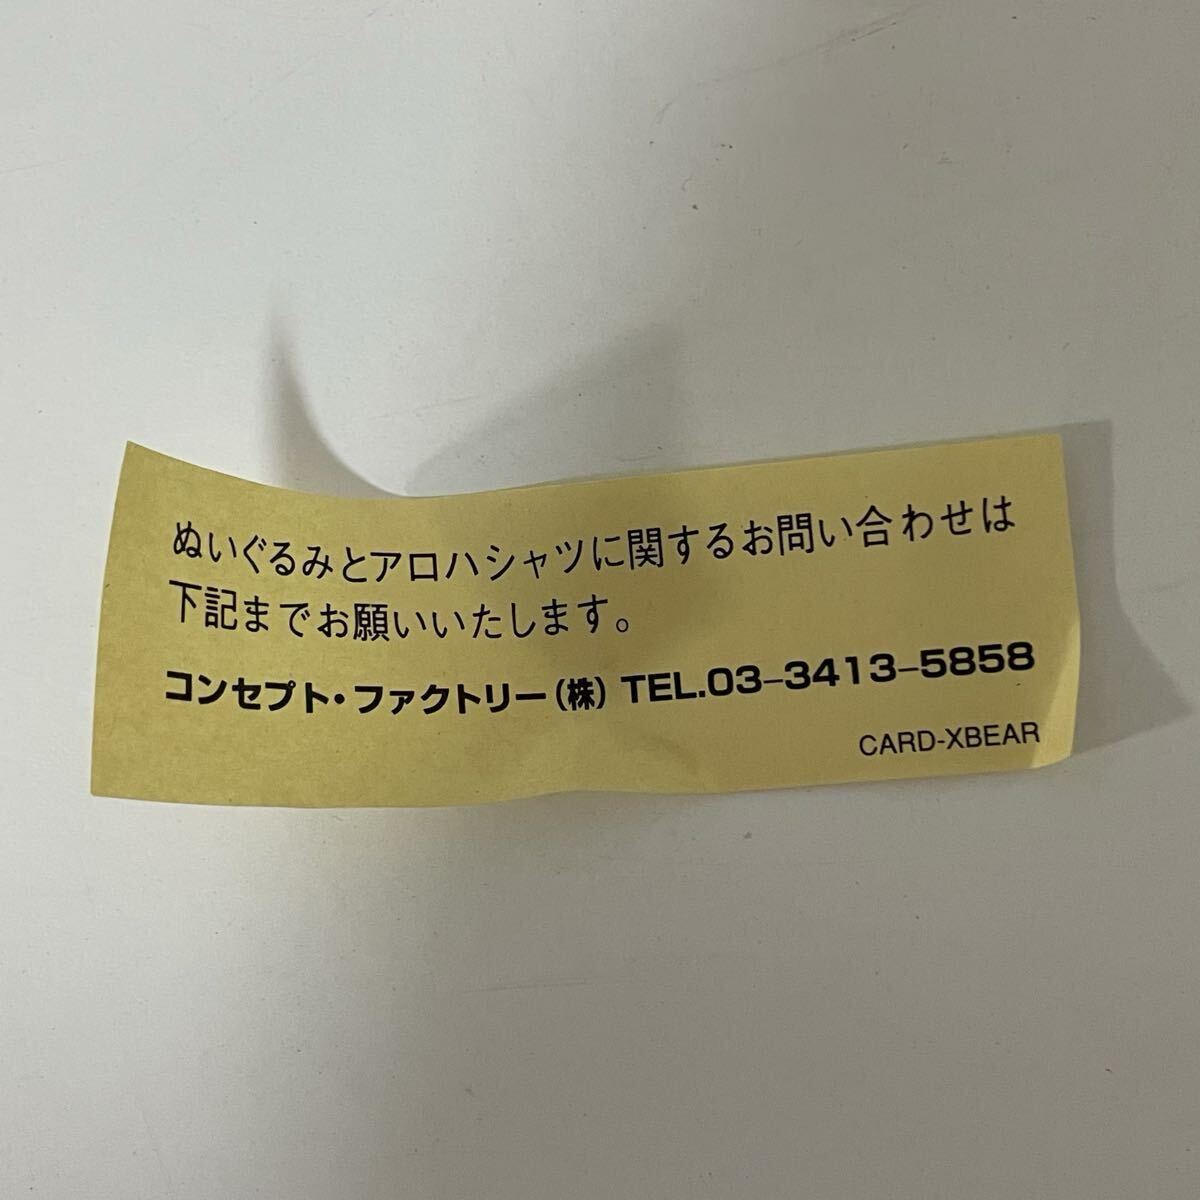 ぬいぐるみとアロハシャツに関するお問い合わせは
下記までお願いいたします。
コンセプト・ファクトリー（株）TEL.03–3413–5858
CARD-XBEAR